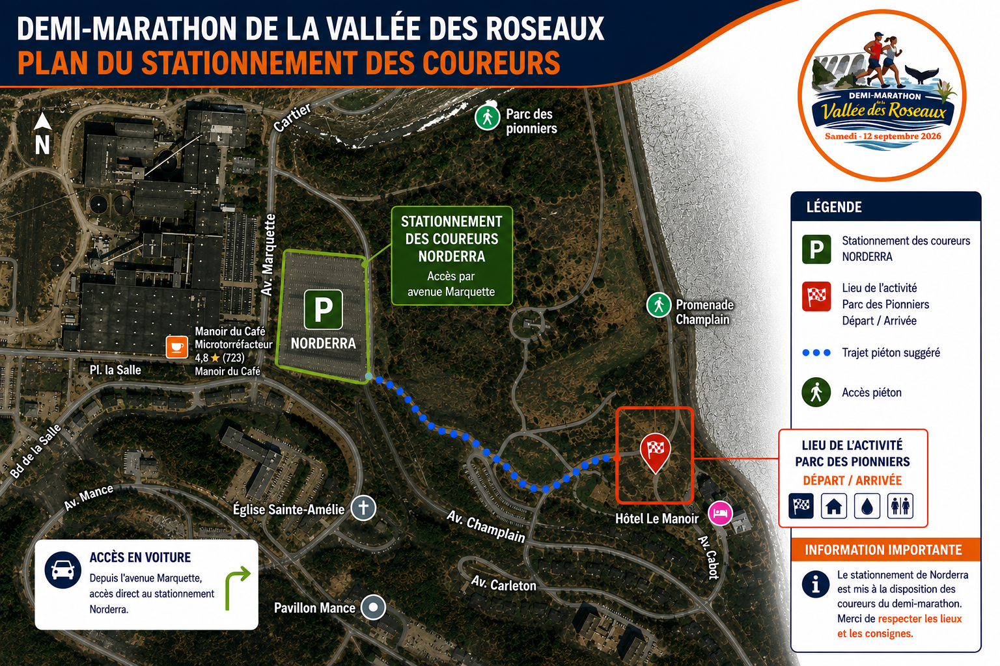 DEMI-MARATHON DE LA VALLÉE DES ROSEAUX
PLAN DU STATIONNEMENT DES COUREURS
DEMI-MARATHON
de la
Vallée des Roseaux
Samedi - 12 septembre 2026
N
Cartier
Parc des
pionniers
Av. Marquette
STATIONNEMENT
DES COUREURS
NORDERRA
Accès par
avenue Marquette
P
NORDERRA
Promenade
Champlain
Manoir du Café
Microtorréfacteur
4,8 ★ (723)
Manoir du Café
Pl. la Salle
Bd de la Salle
Av. Mance
Église Sainte-Amélie
Av. Champlain
Hôtel Le Manoir
Av. Cabot
Av. Carleton
Pavillon Mance
ACCÈS EN VOITURE
Depuis l'avenue Marquette,
accès direct au stationnement
Norderra.
LÉGENDE
P
Stationnement des coureurs
NORDERRA
Lieu de l'activité
Parc des Pionniers
Départ / Arrivée
Trajet piéton suggéré
Accès piéton
LIEU DE L'ACTIVITÉ
PARC DES PIONNIERS
DÉPART / ARRIVÉE
INFORMATION IMPORTANTE
i
Le stationnement de Norderra
est mis à la disposition des
coureurs du demi-marathon.
Merci de respecter les lieux
et les consignes.